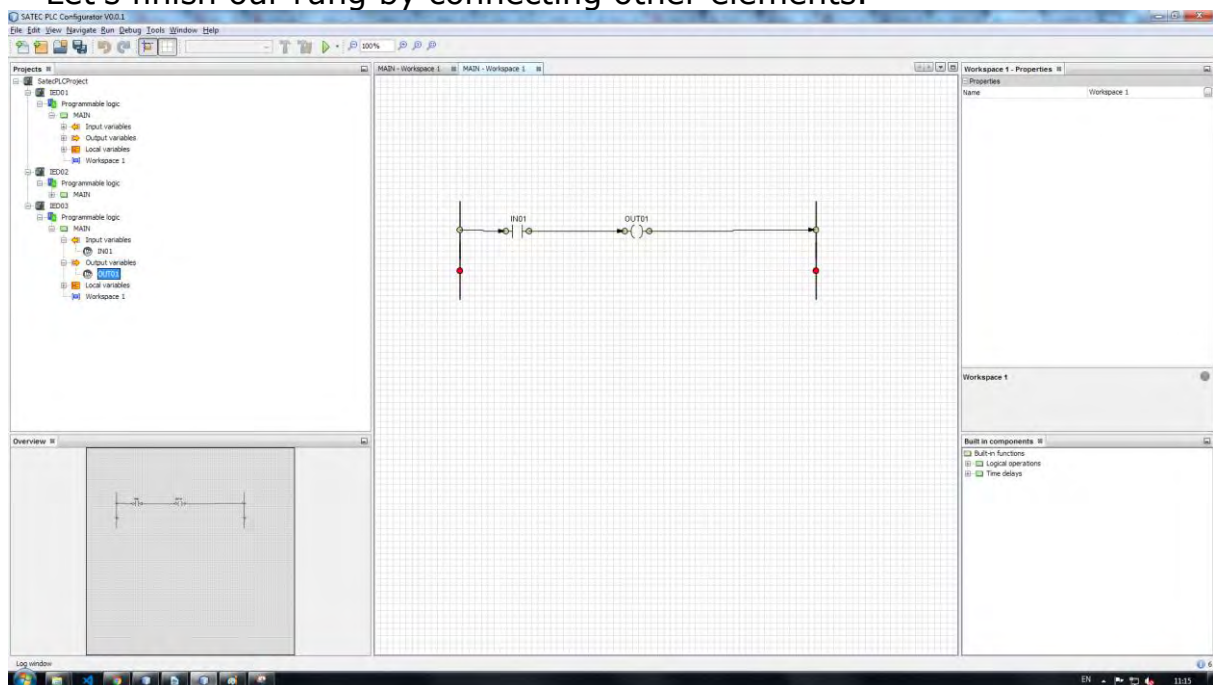 Let's finish our rung by connecting other elements.
SATEC PLC Configurator V0.0.1
File Edit View Navigate Run Debug Tools Window Help
100%
Projects
SatecPLCProject
IED01
Programmable logic
MAIN
Input variables
Output variables
Local variables
Workspace 1
IED02
Programmable logic
MAIN
IED03
Programmable logic
MAIN
Input variables
IN01
Output variables
OUT01
Local variables
Workspace 1
Overview
MAIN - Workspace 1 MAIN - Workspace 1
IN01 OUT01
Workspace 1 - Properties
Properties
Name Workspace 1
Workspace 1
Built in components
Built-in functions
Logical operations
Time delays
Log window
6
EN 11:15